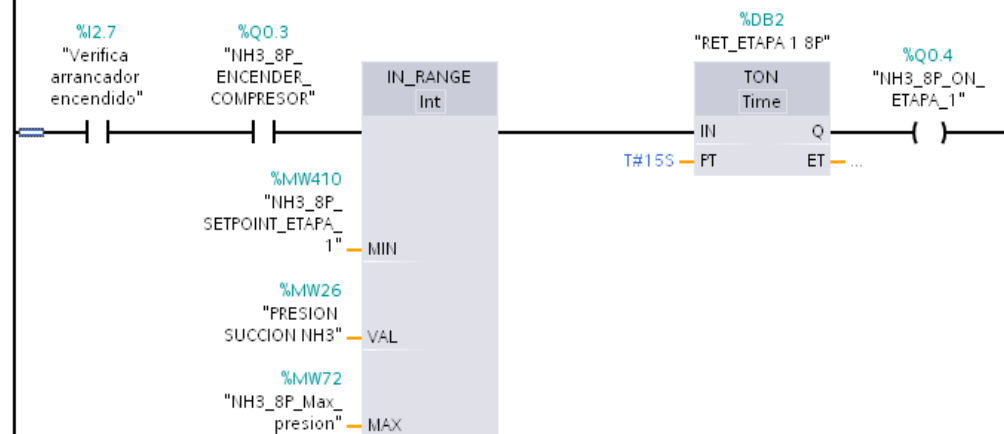 %I2.7
"Verifica
arrancador
encendido"
%Q0.3
"NH3_8P_
ENCENDER_
COMPRESOR"
IN_RANGE
Int
%MW410
"NH3_8P_
SETPOINT_ETAPA_
1"
MIN
%MW26
"PRESION
SUCCION NH3"
VAL
%MW72
"NH3_8P_Max_
presion"
MAX
%DB2
"RET_ETAPA 1 8P"
TON
Time
IN
Q
T#15S
PT
ET
...
%Q0.4
"NH3_8P_ON_
ETAPA_1"